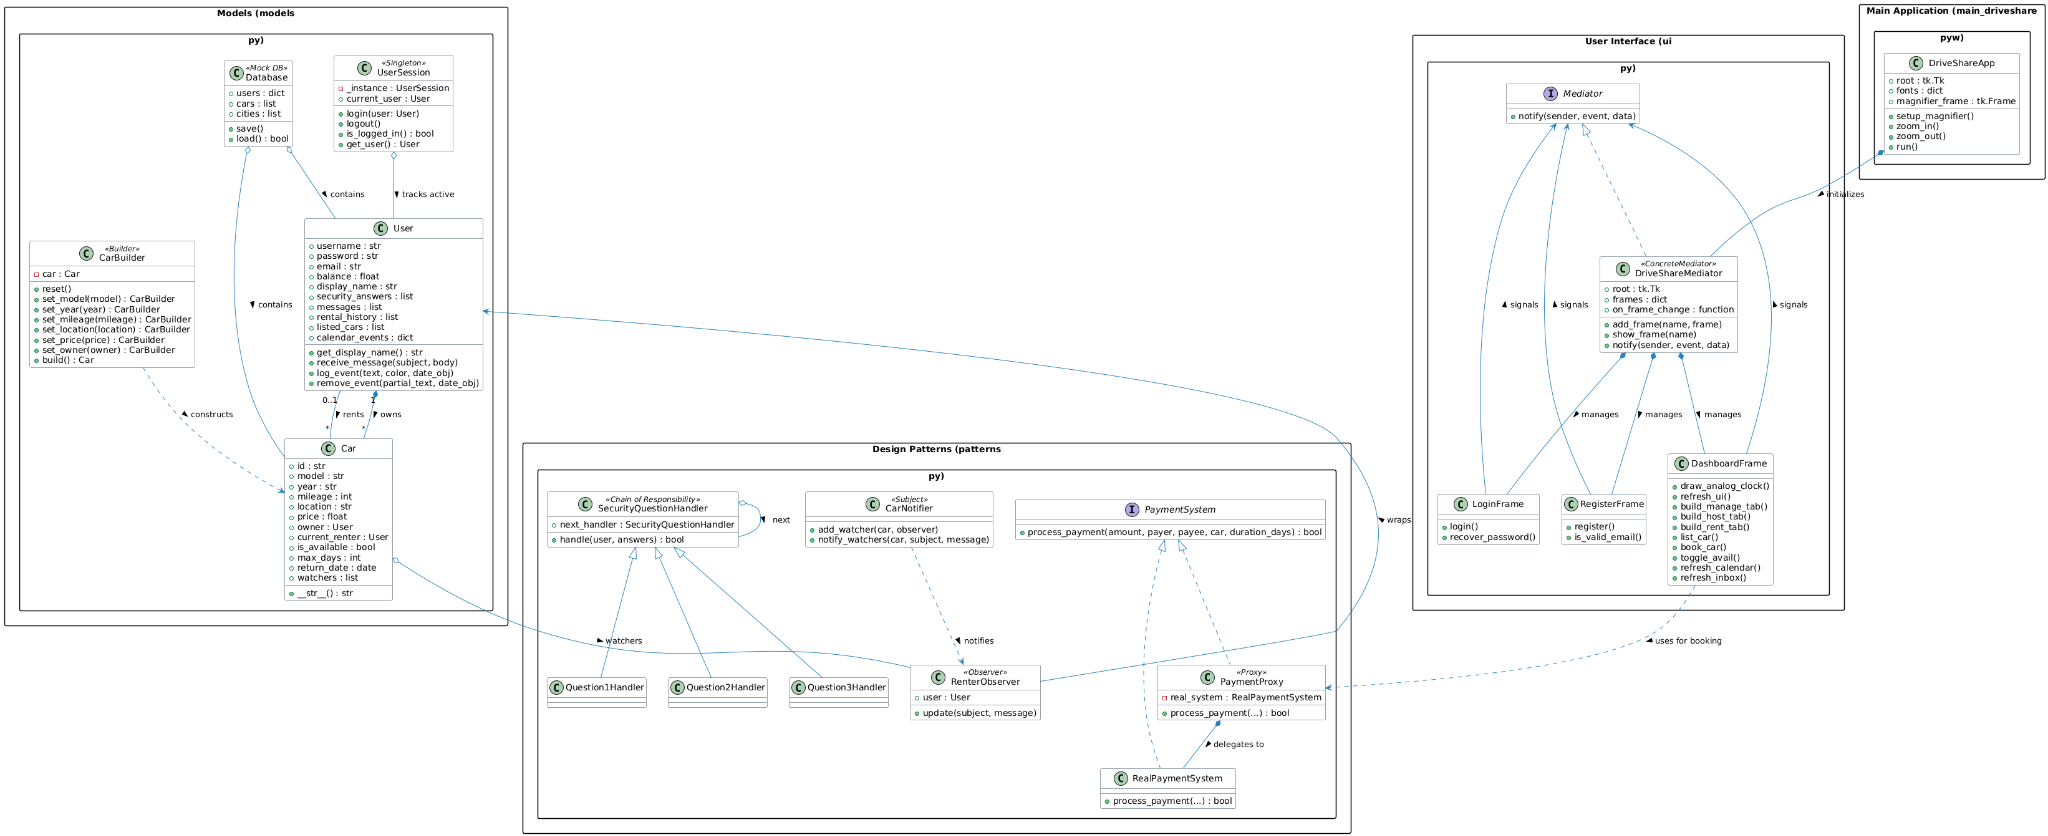 Models (models
py)
«Mock DB»
C Database
users : dict
cars : list
cities : list
save()
load() : bool
«Singleton»
C UserSession
_instance : UserSession
current_user : User
login(user: User)
logout()
is_logged_in() : bool
get_user() : User
contains
tracks active
«Builder»
C CarBuilder
car : Car
reset()
set_model(model) : CarBuilder
set_year(year) : CarBuilder
set_mileage(mileage) : CarBuilder
set_location(location) : CarBuilder
set_price(price) : CarBuilder
set_owner(owner) : CarBuilder
build() : Car
contains
C User
username : str
password : str
email : str
balance : float
display_name : str
security_answers : list
messages : list
rental_history : list
listed_cars : list
calendar_events : dict
get_display_name() : str
receive_message(subject, body)
log_event(text, color, date_obj)
remove_event(partial_text, date_obj)
0..1
1
constructs
rents
owns
*
*
C Car
id : str
model : str
year : str
mileage : int
location : str
price : float
owner : User
current_renter : User
is_available : bool
max_days : int
return_date : date
watchers : list
__str__() : str
watchers
Design Patterns (patterns
py)
«Chain of Responsibility»
C SecurityQuestionHandler
next_handler : SecurityQuestionHandler
handle(user, answers) : bool
next
«Subject»
C CarNotifier
add_watcher(car, observer)
notify_watchers(car, subject, message)
I PaymentSystem
process_payment(amount, payer, payee, car, duration_days) : bool
wraps
notifies
C Question1Handler
C Question2Handler
C Question3Handler
«Observer»
C RenterObserver
user : User
update(subject, message)
«Proxy»
C PaymentProxy
real_system : RealPaymentSystem
process_payment(...) : bool
delegates to
C RealPaymentSystem
process_payment(...) : bool
User Interface (ui
py)
I Mediator
notify(sender, event, data)
«ConcreteMediator»
C DriveShareMediator
root : tk.Tk
frames : dict
on_frame_change : function
add_frame(name, frame)
show_frame(name)
notify(sender, event, data)
signals
signals
signals
manages
manages
manages
C LoginFrame
login()
recover_password()
C RegisterFrame
register()
is_valid_email()
C DashboardFrame
draw_analog_clock()
refresh_ui()
build_manage_tab()
build_host_tab()
build_rent_tab()
list_car()
book_car()
toggle_avail()
refresh_calendar()
refresh_inbox()
uses for booking
Main Application (main_driveshare
pyw)
C DriveShareApp
root : tk.Tk
fonts : dict
magnifier_frame : tk.Frame
setup_magnifier()
zoom_in()
zoom_out()
run()
initializes